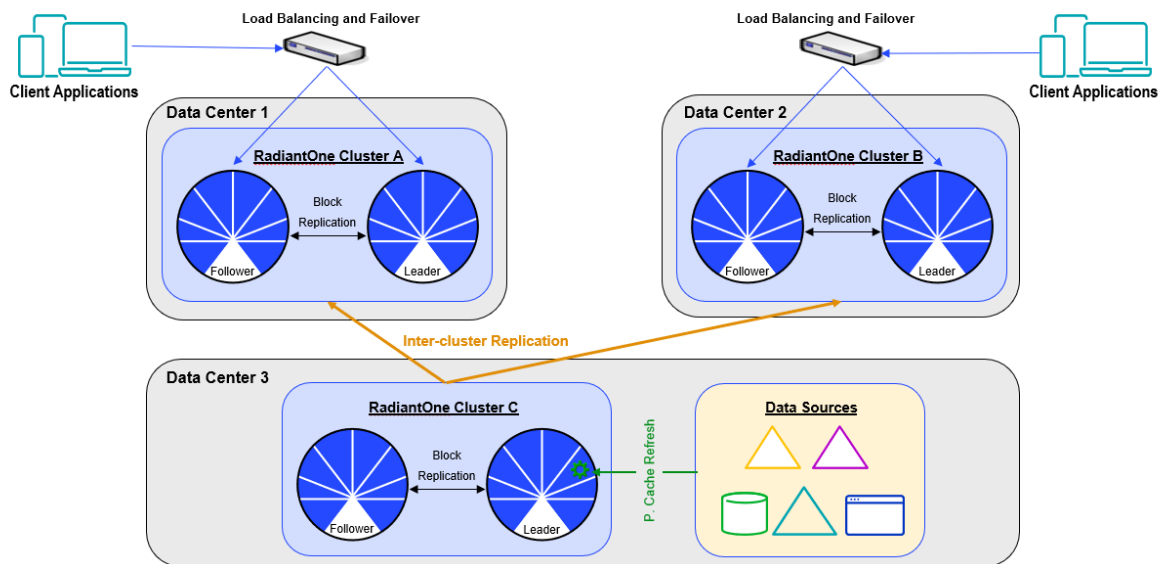 Load Balancing and Failover
Load Balancing and Failover
Client Applications
Client Applications
Data Center 1
RadiantOne Cluster A
Block
Replication
Follower
Leader
Data Center 2
RadiantOne Cluster B
Block
Replication
Follower
Leader
Inter-cluster Replication
Data Center 3
RadiantOne Cluster C
Block
Replication
Follower
Leader
P. Cache Refresh
Data Sources